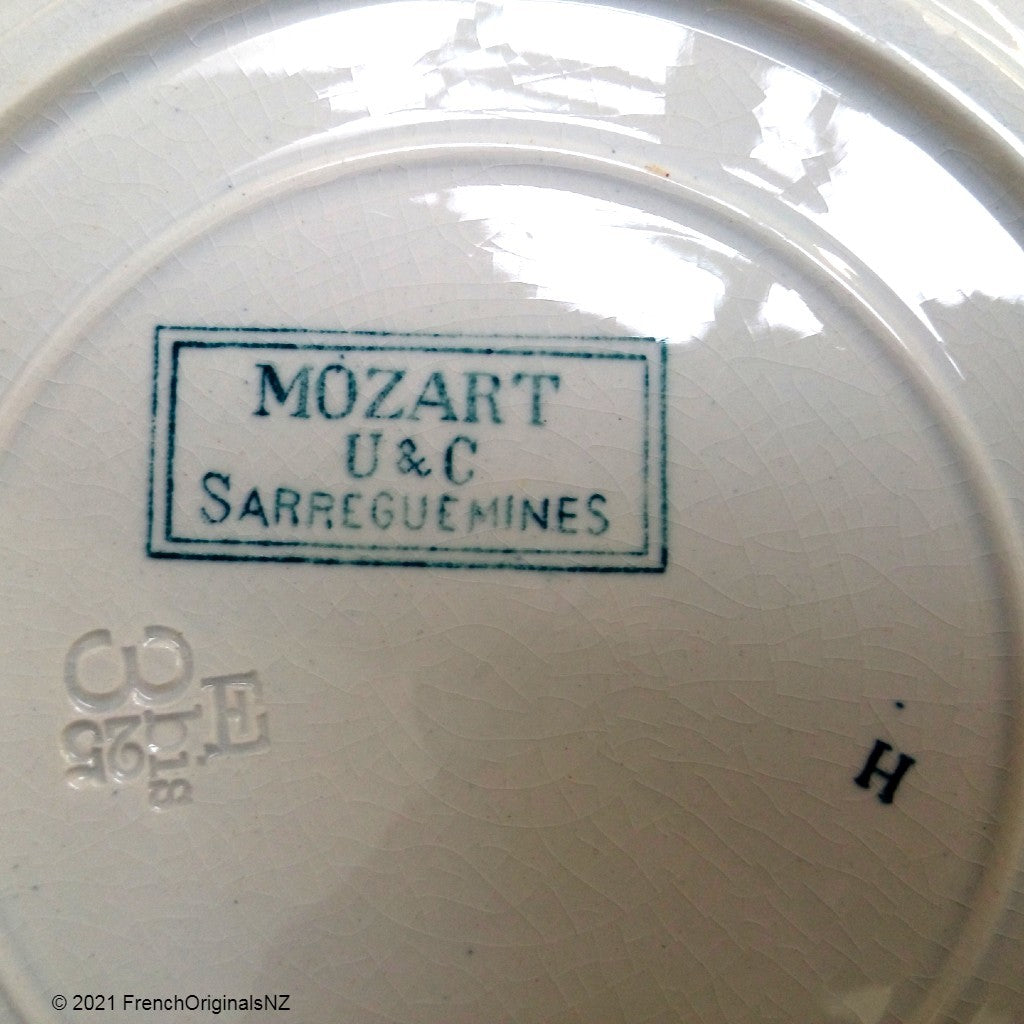 MOZART
U & C
SARREGUEMINES
E
H
© 2021 FrenchOriginalsNZ